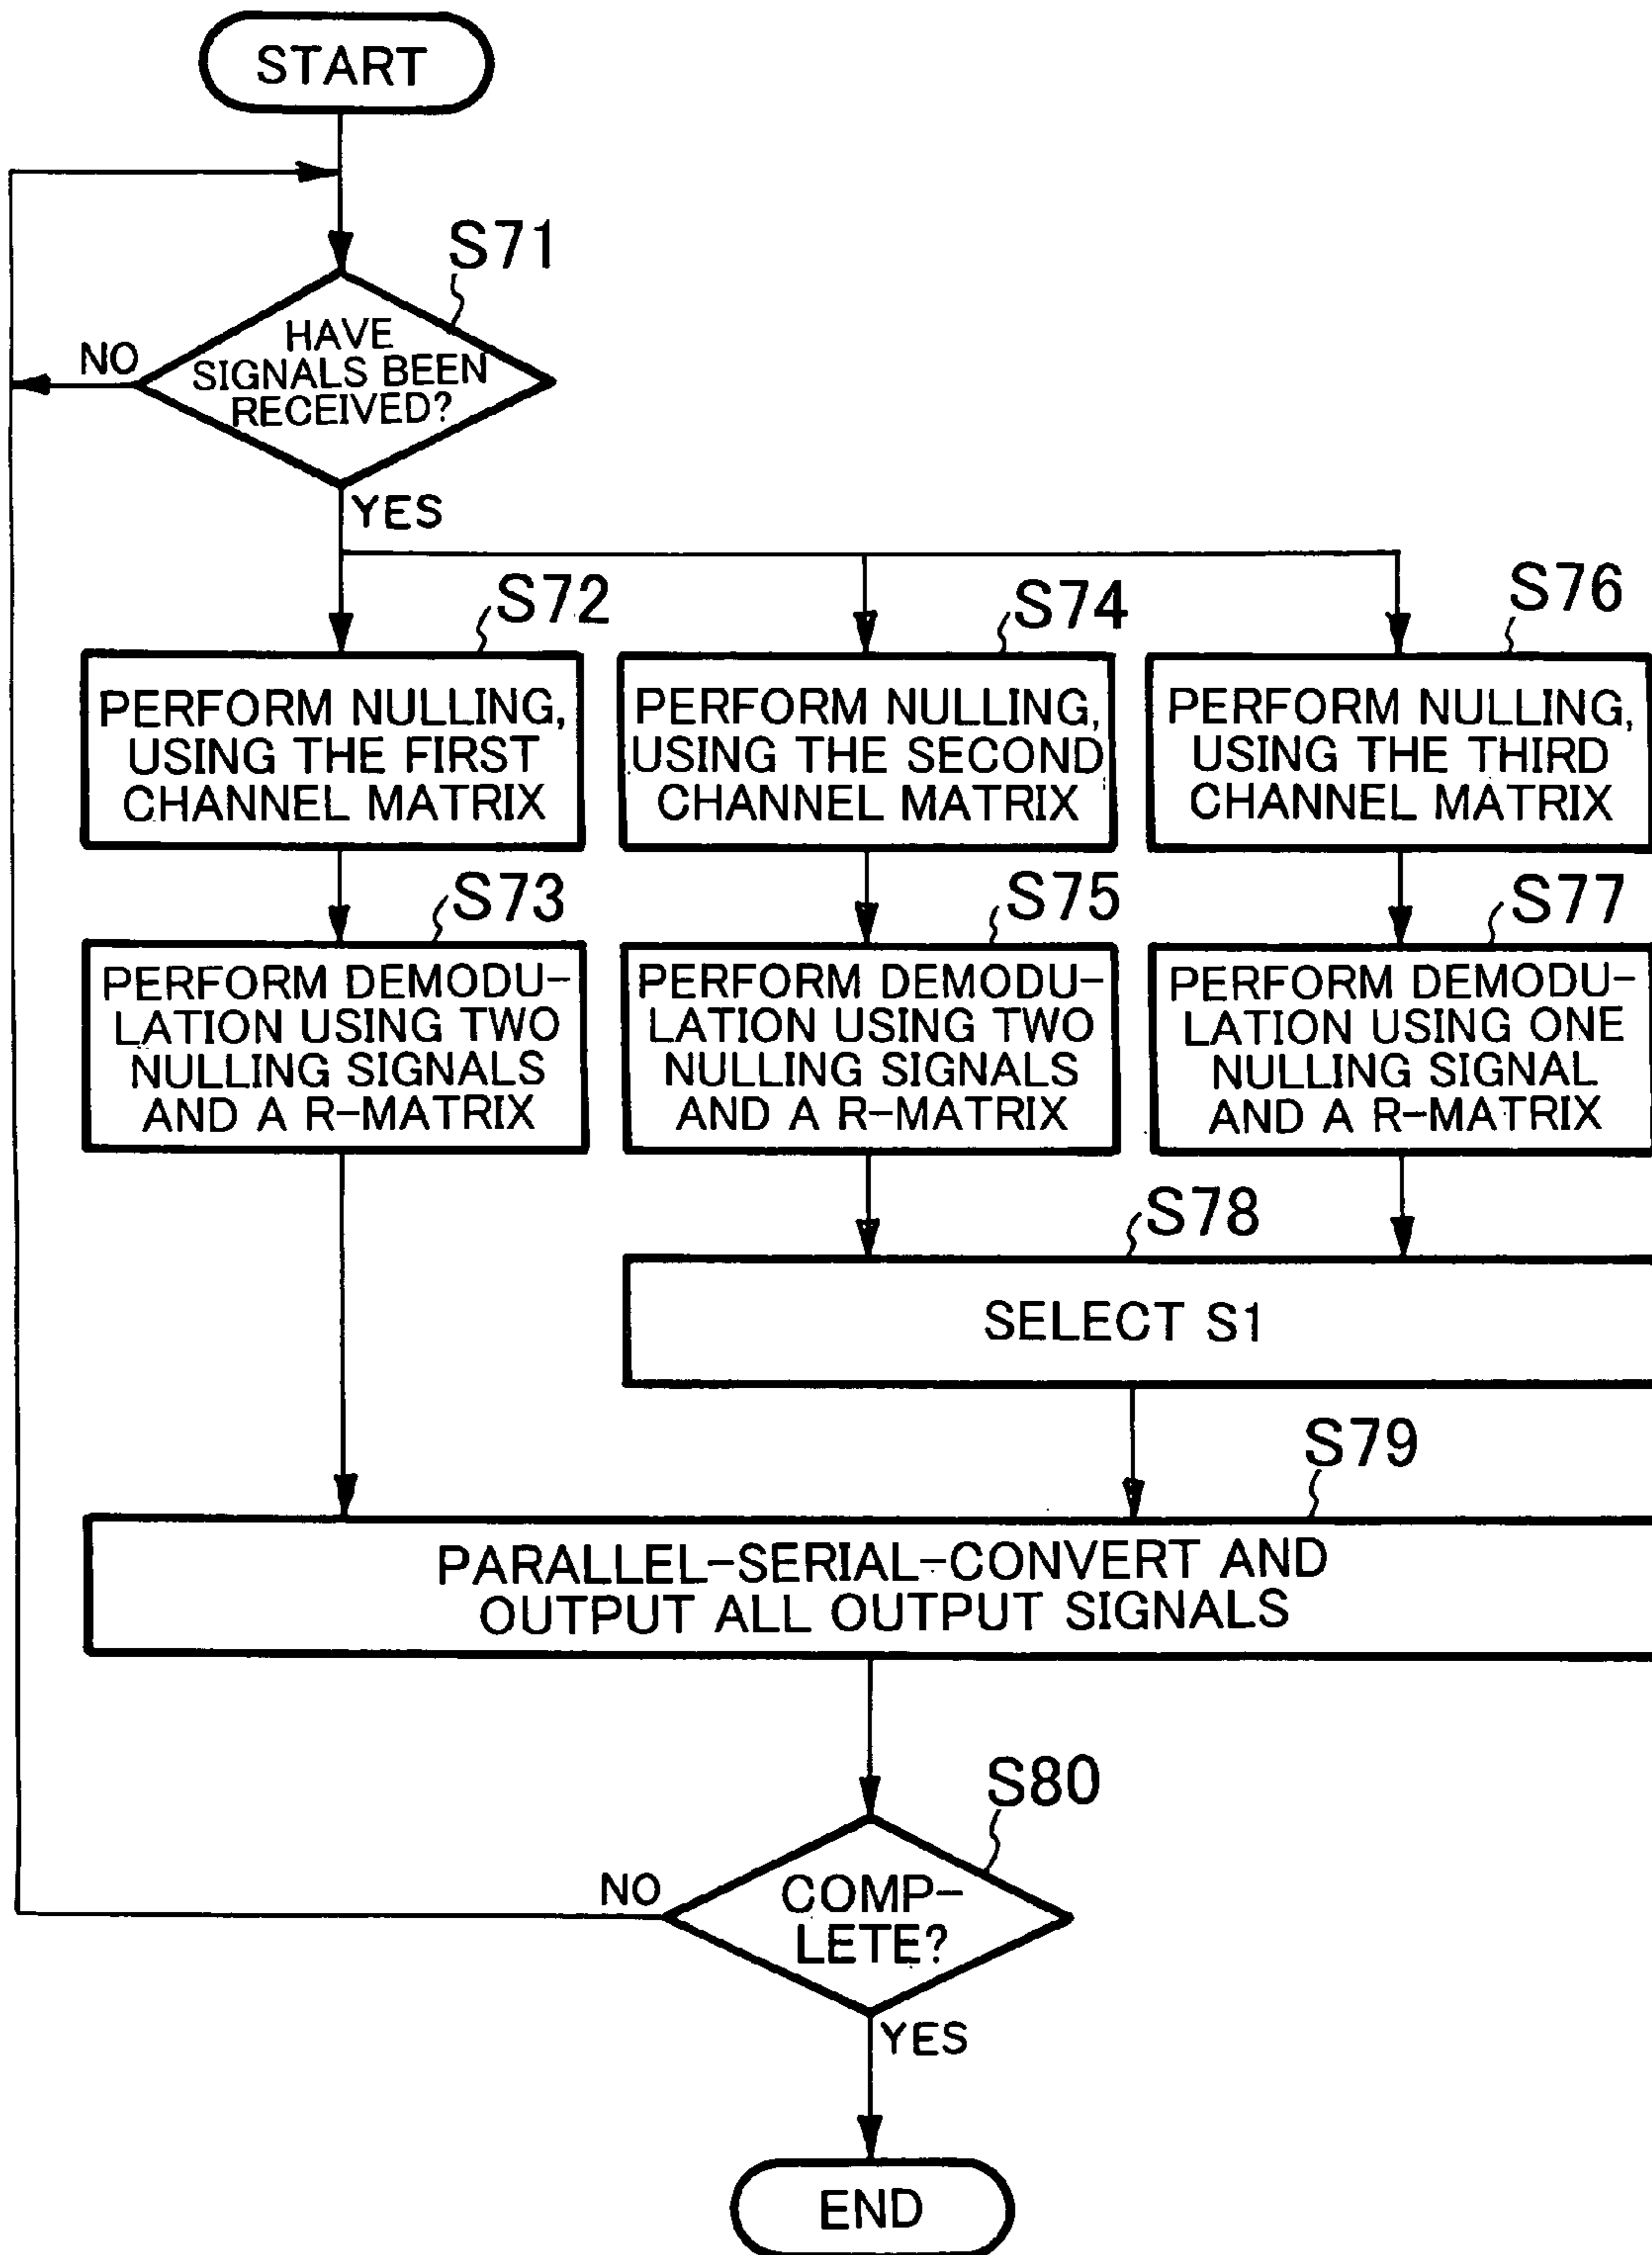 START
S71
HAVE
SIGNALS BEEN
RECEIVED?
NO
YES
S72
PERFORM NULLING,
USING THE FIRST
CHANNEL MATRIX
S74
PERFORM NULLING,
USING THE SECOND
CHANNEL MATRIX
S76
PERFORM NULLING,
USING THE THIRD
CHANNEL MATRIX
S73
PERFORM DEMODU-
LATION USING TWO
NULLING SIGNALS
AND A R-MATRIX
S75
PERFORM DEMODU-
LATION USING TWO
NULLING SIGNALS
AND A R-MATRIX
S77
PERFORM DEMODU-
LATION USING ONE
NULLING SIGNAL
AND A R-MATRIX
S78
SELECT S1
S79
PARALLEL-SERIAL-CONVERT AND
OUTPUT ALL OUTPUT SIGNALS
S80
NO
COMP-
LETE?
YES
END